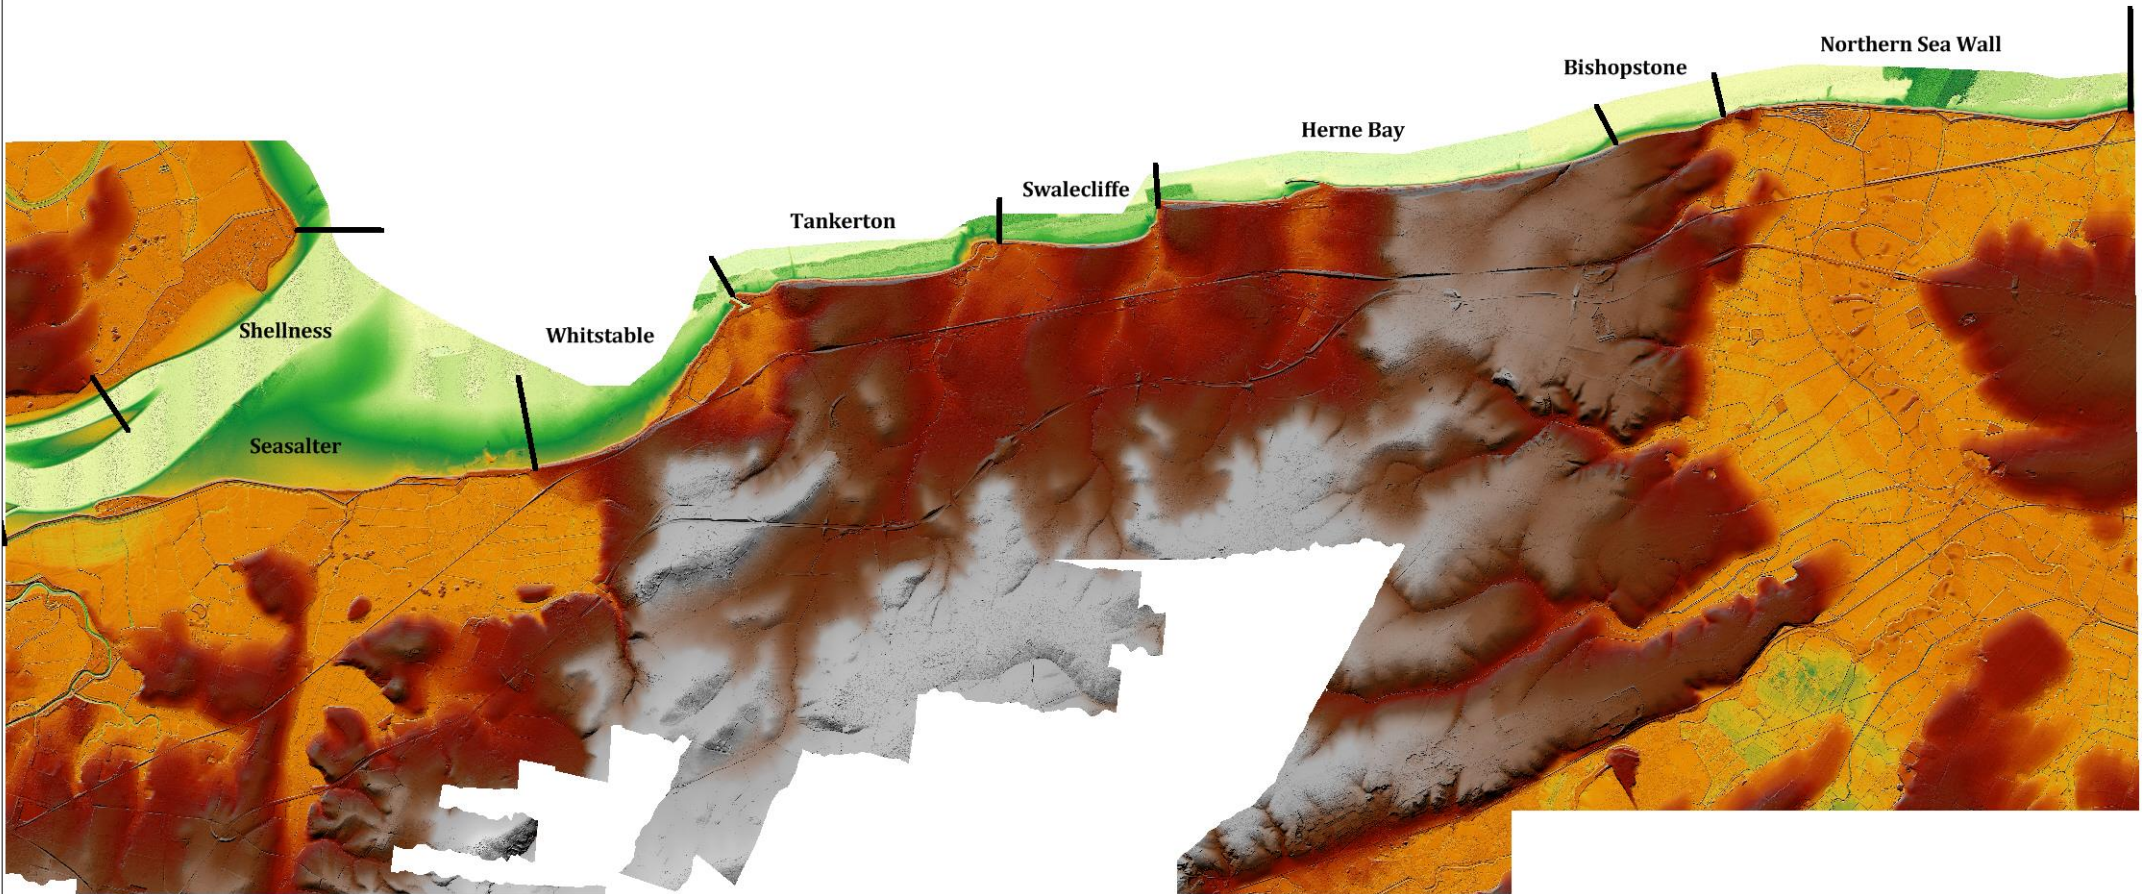 Northern Sea Wall
Bishopstone
Herne Bay
Swalecliffe
Tankerton
Shellness
Whitstable
Seasalter